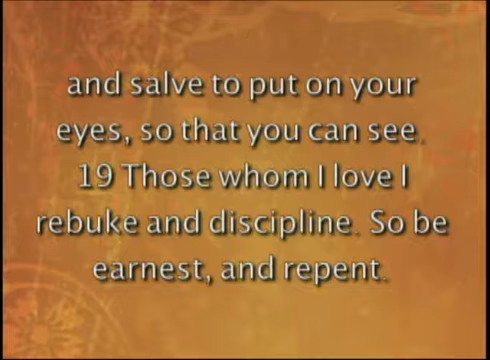 and salve to put on your
eyes, so that you can see.
19 Those whom I love I
rebuke and discipline. So be
earnest, and repent.